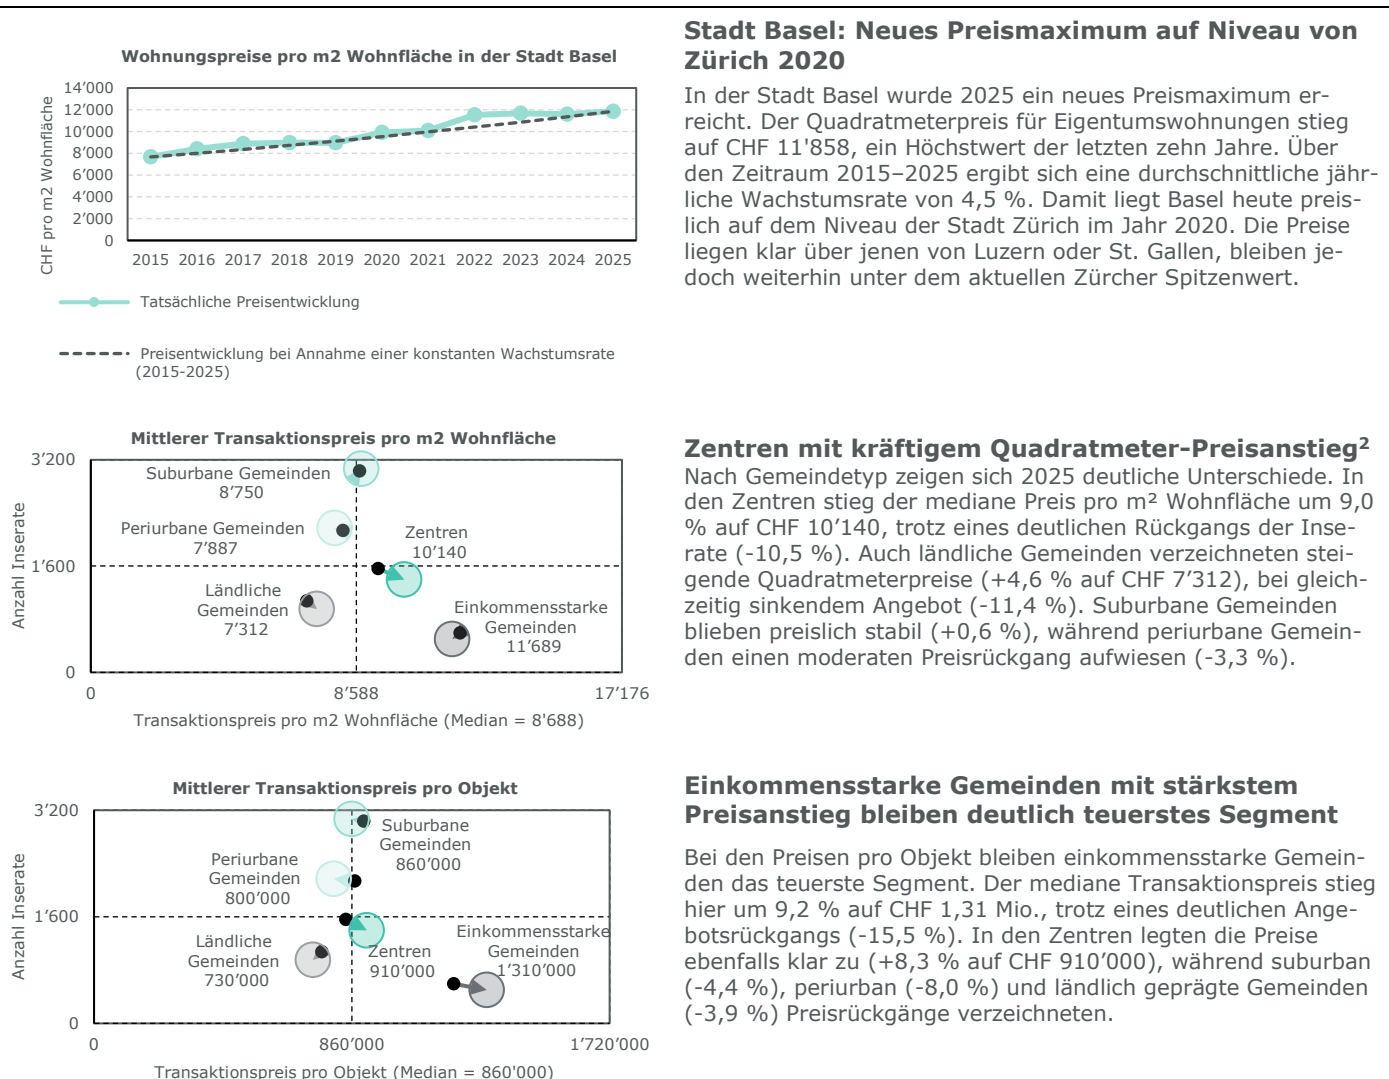 Wohnungspreise pro m2 Wohnfläche in der Stadt Basel
CHF pro m2 Wohnfläche
14’000
12’000
10’000
8’000
6’000
4’000
2’000
0
2015 2016 2017 2018 2019 2020 2021 2022 2023 2024 2025
Tatsächliche Preisentwicklung
Preisentwicklung bei Annahme einer konstanten Wachstumsrate
(2015-2025)
Stadt Basel: Neues Preismaximum auf Niveau von
Zürich 2020
In der Stadt Basel wurde 2025 ein neues Preismaximum er-
reicht. Der Quadratmeterpreis für Eigentumswohnungen stieg
auf CHF 11'858, ein Höchstwert der letzten zehn Jahre. Über
den Zeitraum 2015–2025 ergibt sich eine durchschnittliche jähr-
liche Wachstumsrate von 4,5 %. Damit liegt Basel heute preis-
lich auf dem Niveau der Stadt Zürich im Jahr 2020. Die Preise
liegen klar über jenen von Luzern oder St. Gallen, bleiben je-
doch weiterhin unter dem aktuellen Zürcher Spitzenwert.
Mittlerer Transaktionspreis pro m2 Wohnfläche
Anzahl Inserate
3’200
1’600
0
Suburbane Gemeinden
8’750
Periurbane Gemeinden
7’887
Zentren
10’140
Ländliche
Gemeinden
7’312
Einkommensstarke
Gemeinden
11’689
0
8’588
17’176
Transaktionspreis pro m2 Wohnfläche (Median = 8'688)
Zentren mit kräftigem Quadratmeter-Preisanstieg²
Nach Gemeindetyp zeigen sich 2025 deutliche Unterschiede. In
den Zentren stieg der mediane Preis pro m² Wohnfläche um 9,0
% auf CHF 10’140, trotz eines deutlichen Rückgangs der Inse-
rate (-10,5 %). Auch ländliche Gemeinden verzeichneten stei-
gende Quadratmeterpreise (+4,6 % auf CHF 7’312), bei gleich-
zeitig sinkendem Angebot (-11,4 %). Suburbane Gemeinden
blieben preislich stabil (+0,6 %), während periurbane Gemein-
den einen moderaten Preisrückgang aufwiesen (-3,3 %).
Mittlerer Transaktionspreis pro Objekt
Anzahl Inserate
3’200
1’600
0
Suburbane
Gemeinden
860’000
Periurbane
Gemeinden
800’000
Ländliche
Gemeinden
730’000
Zentren
910’000
Einkommensstarke
Gemeinden
1’310’000
0
860’000
1’720’000
Transaktionspreis pro Objekt (Median = 860'000)
Einkommensstarke Gemeinden mit stärkstem
Preisanstieg bleiben deutlich teuerstes Segment
Bei den Preisen pro Objekt bleiben einkommensstarke Gemein-
den das teuerste Segment. Der mediane Transaktionspreis stieg
hier um 9,2 % auf CHF 1,31 Mio., trotz eines deutlichen Ange-
botsrückgangs (-15,5 %). In den Zentren legten die Preise
ebenfalls klar zu (+8,3 % auf CHF 910’000), während suburban
(-4,4 %), periurban (-8,0 %) und ländlich geprägte Gemeinden
(-3,9 %) Preisrückgänge verzeichneten.